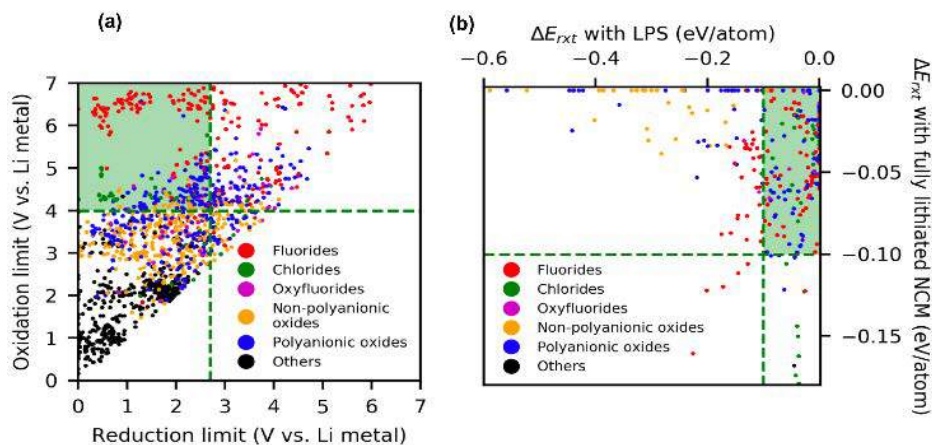 (a)
7
6
5
4
3
2
1
0
Oxidation limit (V vs. Li metal)
Fluorides
Chlorides
Oxyfluorides
Non-polyanionic
oxides
Polyanionic oxides
Others
0 1 2 3 4 5 6 7
Reduction limit (V vs. Li metal)
(b)
ΔE_rxt with LPS (eV/atom)
−0.6 −0.4 −0.2 0.0
0.00
−0.05
−0.10
−0.15
ΔE_rxt with fully lithiated NCM (eV/atom)
Fluorides
Chlorides
Oxyfluorides
Non-polyanionic oxides
Polyanionic oxides
Others